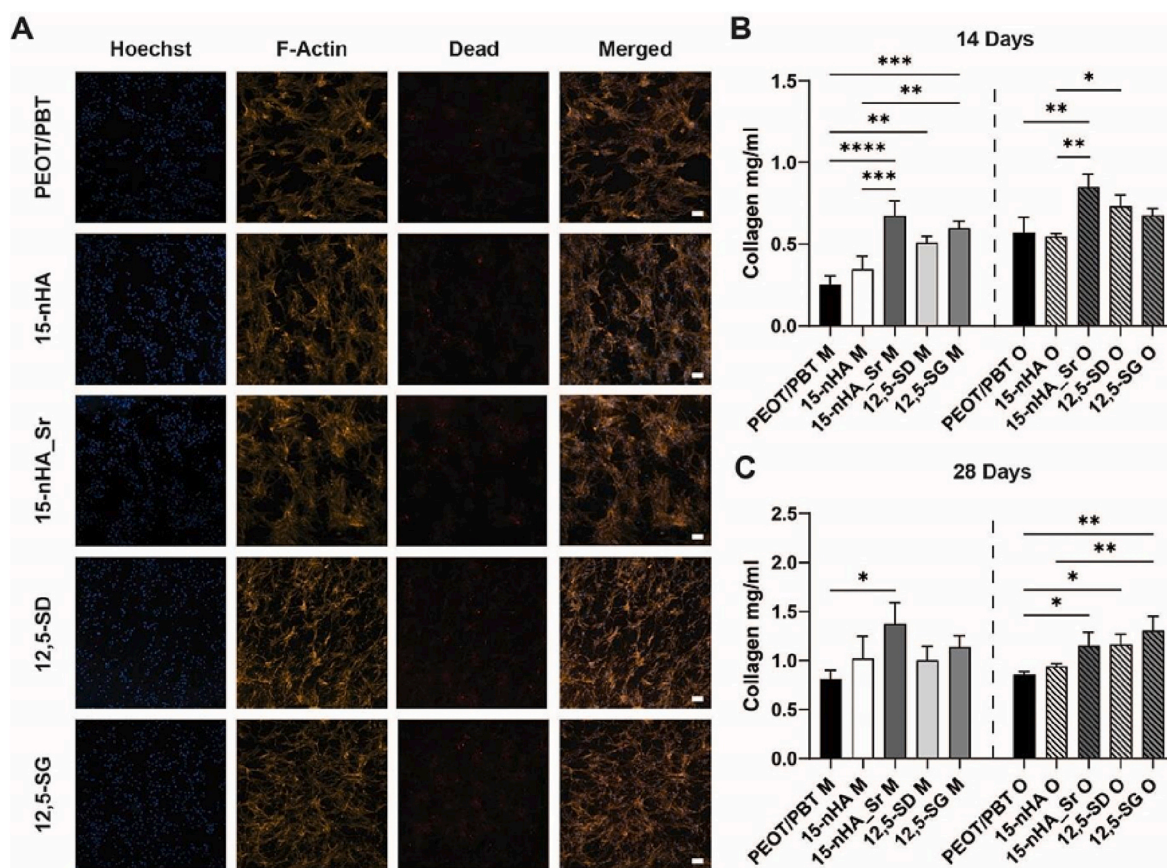 A
Hoechst F-Actin Dead Merged
PEOT/PBT
15-nHA
15-nHA_Sr
12,5-SD
12,5-SG
B
14 Days
*** *
** **
** **
****
***
Collagen mg/ml
1.5
1.0
0.5
0.0
PEOT/PBT M
15-nHA M
15-nHA_Sr M
12,5-SD M
12,5-SG M
PEOT/PBT O
15-nHA O
15-nHA_Sr O
12,5-SD O
12,5-SG O
C
28 Days
**
**
* *
*
Collagen mg/ml
2.5
2.0
1.5
1.0
0.5
0.0
PEOT/PBT M
15-nHA M
15-nHA_Sr M
12,5-SD M
12,5-SG M
PEOT/PBT O
15-nHA O
15-nHA_Sr O
12,5-SD O
12,5-SG O